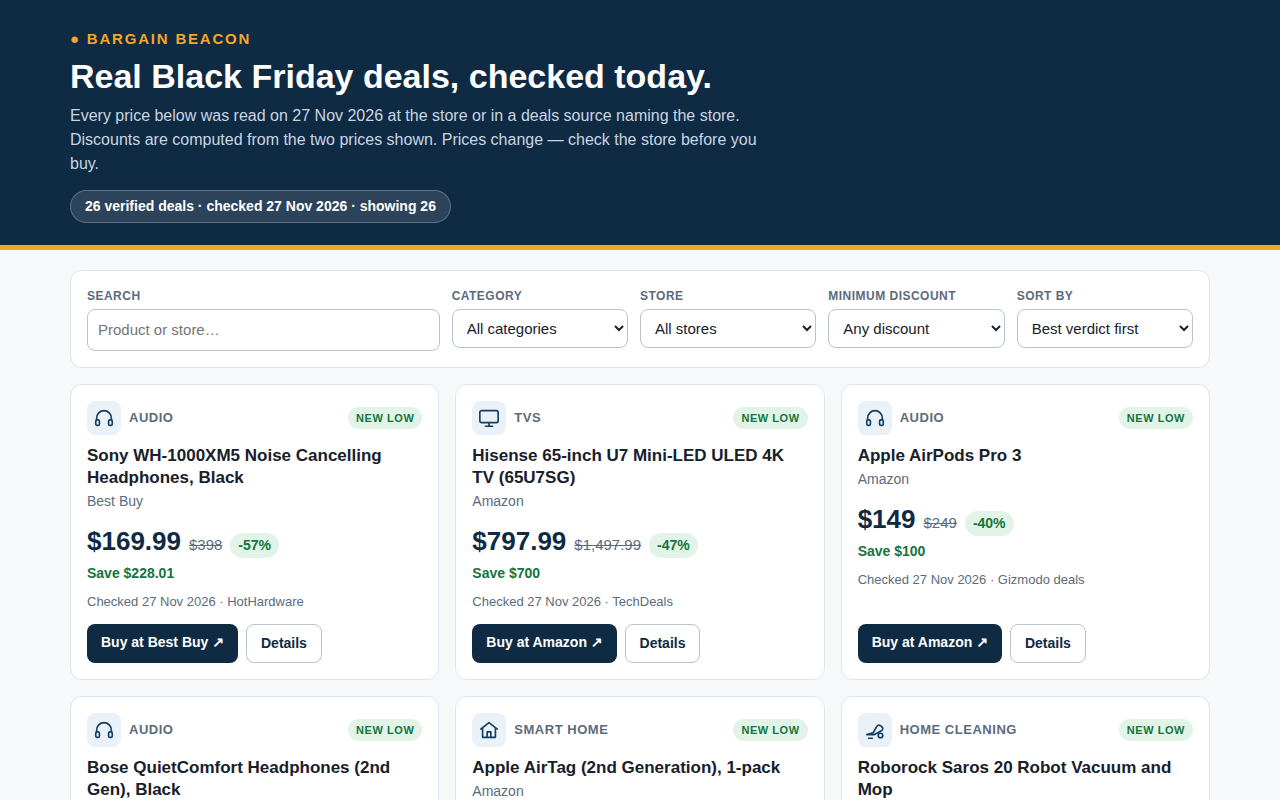 ● BARGAIN BEACON
Real Black Friday deals, checked today.
Every price below was read on 27 Nov 2026 at the store or in a deals source naming the store.
Discounts are computed from the two prices shown. Prices change — check the store before you
buy.
26 verified deals · checked 27 Nov 2026 · showing 26
SEARCH
Product or store…
CATEGORY
All categories
STORE
All stores
MINIMUM DISCOUNT
Any discount
SORT BY
Best verdict first
AUDIO
NEW LOW
Sony WH-1000XM5 Noise Cancelling
Headphones, Black
Best Buy
$169.99 $398 -57%
Save $228.01
Checked 27 Nov 2026 · HotHardware
Buy at Best Buy ↗
Details
TVS
NEW LOW
Hisense 65-inch U7 Mini-LED ULED 4K
TV (65U7SG)
Amazon
$797.99 $1,497.99 -47%
Save $700
Checked 27 Nov 2026 · TechDeals
Buy at Amazon ↗
Details
AUDIO
NEW LOW
Apple AirPods Pro 3
Amazon
$149 $249 -40%
Save $100
Checked 27 Nov 2026 · Gizmodo deals
Buy at Amazon ↗
Details
AUDIO
NEW LOW
Bose QuietComfort Headphones (2nd
Gen), Black
SMART HOME
NEW LOW
Apple AirTag (2nd Generation), 1-pack
Amazon
HOME CLEANING
NEW LOW
Roborock Saros 20 Robot Vacuum and
Mop